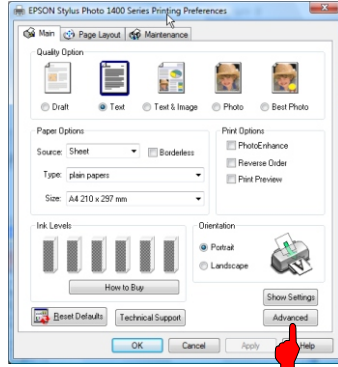 EPSON Stylus Photo 1400 Series Printing Preferences
Main Page Layout Maintenance
Quality Option
Draft Text Text & Image Photo Best Photo
Paper Options
Source: Sheet Borderless
Type: plain papers
Size: A4 210 x 297 mm
Print Options
PhotoEnhance
Reverse Order
Print Preview
Ink Levels
How to Buy
Orientation
Portrait
Landscape
Show Settings
Reset Defaults Technical Support Advanced
OK Cancel Apply Help